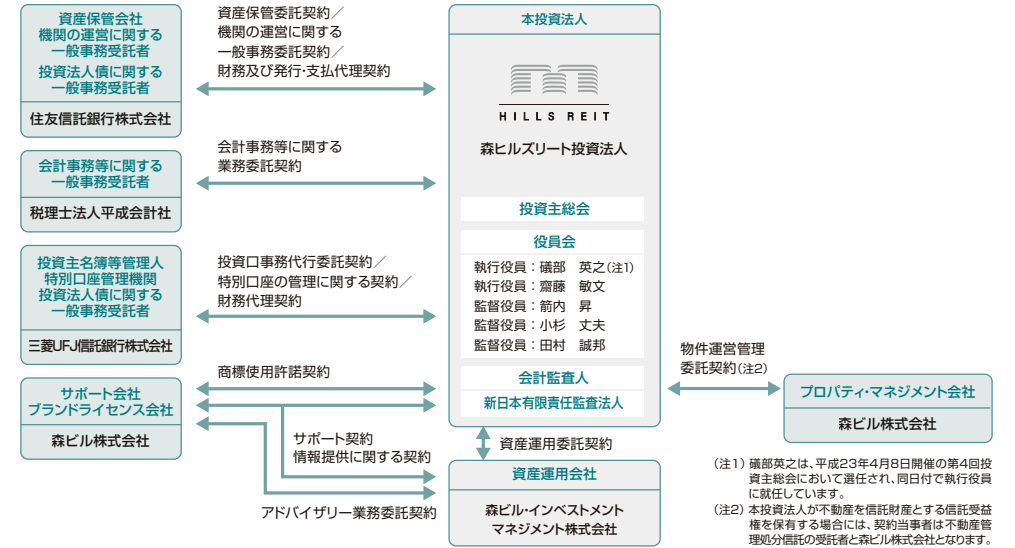 資産保管会社
機関の運営に関する
一般事務受託者
投資法人債に関する
一般事務受託者
住友信託銀行株式会社
資産保管委託契約／
機関の運営に関する
一般事務委託契約／
財務及び発行・支払代理契約
会計事務等に関する
一般事務受託者
税理士法人平成会計社
会計事務等に関する
業務委託契約
投資主名簿等管理人
特別口座管理機関
投資法人債に関する
一般事務受託者
三菱UFJ信託銀行株式会社
投資口事務代行委託契約／
特別口座の管理に関する契約／
財務代理契約
サポート会社
ブランドライセンス会社
森ビル株式会社
商標使用許諾契約
サポート契約
情報提供に関する契約
アドバイザリー業務委託契約
本投資法人
HILLS REIT
森ヒルズリート投資法人
投資主総会
役員会
執行役員：礒部　英之(注1)
執行役員：齋藤　敏文
監督役員：箭内　昇
監督役員：小杉　丈夫
監督役員：田村　誠邦
会計監査人
新日本有限責任監査法人
資産運用委託契約
資産運用会社
森ビル・インベストメント
マネジメント株式会社
物件運営管理
委託契約(注2)
プロパティ・マネジメント会社
森ビル株式会社
(注1) 礒部英之は、平成23年4月8日開催の第4回投
資主総会において選任され、同日付で執行役員
に就任しています。
(注2) 本投資法人が不動産を信託財産とする信託受益
権を保有する場合には、契約当事者は不動産管
理処分信託の受託者と森ビル株式会社となります。